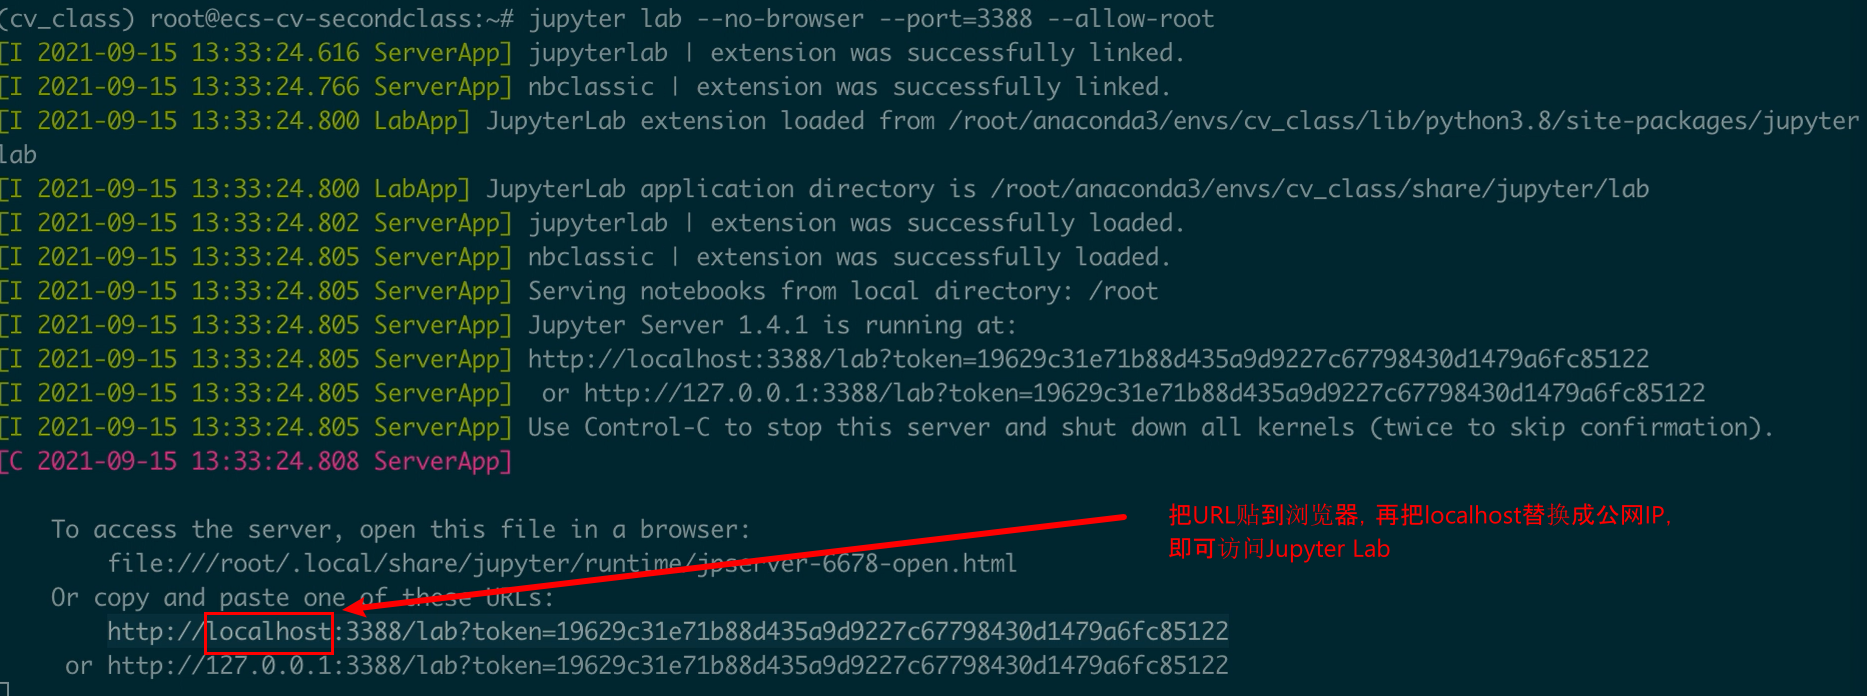 (cv_class) root@ecs-cv-secondclass:~# jupyter lab --no-browser --port=3388 --allow-root
[I 2021-09-15 13:33:24.616 ServerApp] jupyterlab | extension was successfully linked.
[I 2021-09-15 13:33:24.766 ServerApp] nbclassic | extension was successfully linked.
[I 2021-09-15 13:33:24.800 LabApp] JupyterLab extension loaded from /root/anaconda3/envs/cv_class/lib/python3.8/site-packages/jupyter
lab
[I 2021-09-15 13:33:24.800 LabApp] JupyterLab application directory is /root/anaconda3/envs/cv_class/share/jupyter/lab
[I 2021-09-15 13:33:24.802 ServerApp] jupyterlab | extension was successfully loaded.
[I 2021-09-15 13:33:24.805 ServerApp] nbclassic | extension was successfully loaded.
[I 2021-09-15 13:33:24.805 ServerApp] Serving notebooks from local directory: /root
[I 2021-09-15 13:33:24.805 ServerApp] Jupyter Server 1.4.1 is running at:
[I 2021-09-15 13:33:24.805 ServerApp] http://localhost:3388/lab?token=19629c31e71b88d435a9d9227c67798430d1479a6fc85122
[I 2021-09-15 13:33:24.805 ServerApp]  or http://127.0.0.1:3388/lab?token=19629c31e71b88d435a9d9227c67798430d1479a6fc85122
[I 2021-09-15 13:33:24.805 ServerApp] Use Control-C to stop this server and shut down all kernels (twice to skip confirmation).
[C 2021-09-15 13:33:24.808 ServerApp]
把URL贴到浏览器, 再把localhost替换成公网IP,
即可访问Jupyter Lab
To access the server, open this file in a browser:
file:///root/.local/share/jupyter/runtime/jpserver-6678-open.html
Or copy and paste one of these URLs:
http://localhost:3388/lab?token=19629c31e71b88d435a9d9227c67798430d1479a6fc85122
or http://127.0.0.1:3388/lab?token=19629c31e71b88d435a9d9227c67798430d1479a6fc85122